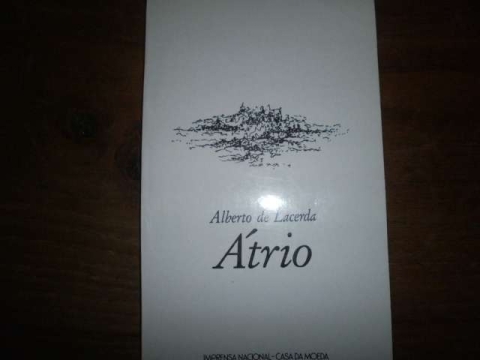 Alberto de Lacerda
Átrio
IMPRENSA NACIONAL - CASA DA MOEDA